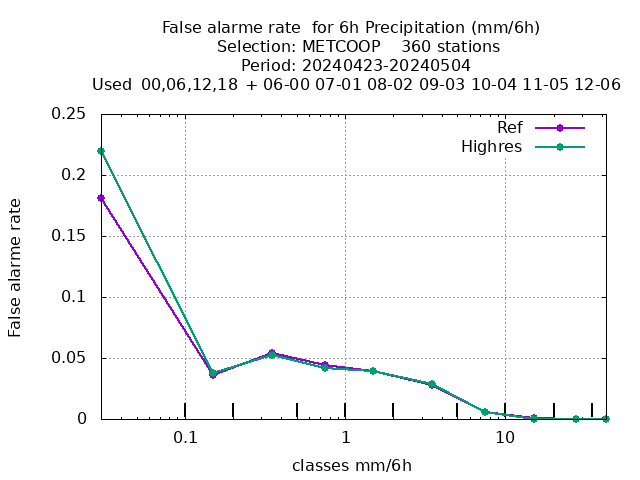 False alarme rate  for 6h Precipitation (mm/6h)
Selection: METCOOP    360 stations
Period: 20240423-20240504
Used  00,06,12,18  + 06-00 07-01 08-02 09-03 10-04 11-05 12-06
0.25
Ref
Highres
0.2
0.15
0.1
0.05
0
False alarme rate
0.1 1 10
classes mm/6h